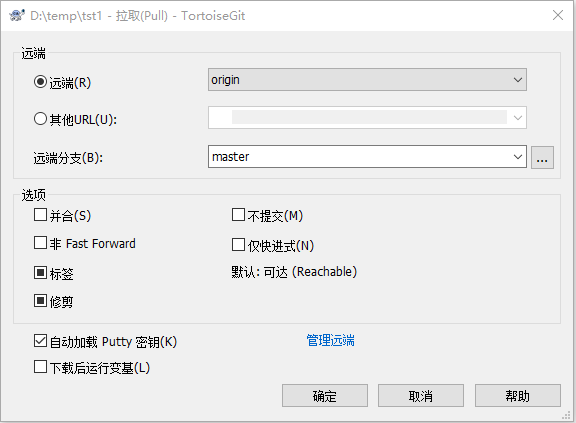 D:\temp\tst1 - 拉取(Pull) - TortoiseGit
远端
远端(R)
origin
其他URL(U):
远端分支(B):
master
...
选项
并合(S)
不提交(M)
非 Fast Forward
仅快进式(N)
标签
默认: 可达 (Reachable)
修剪
自动加载 Putty 密钥(K)
管理远端
下载后运行变基(L)
确定
取消
帮助